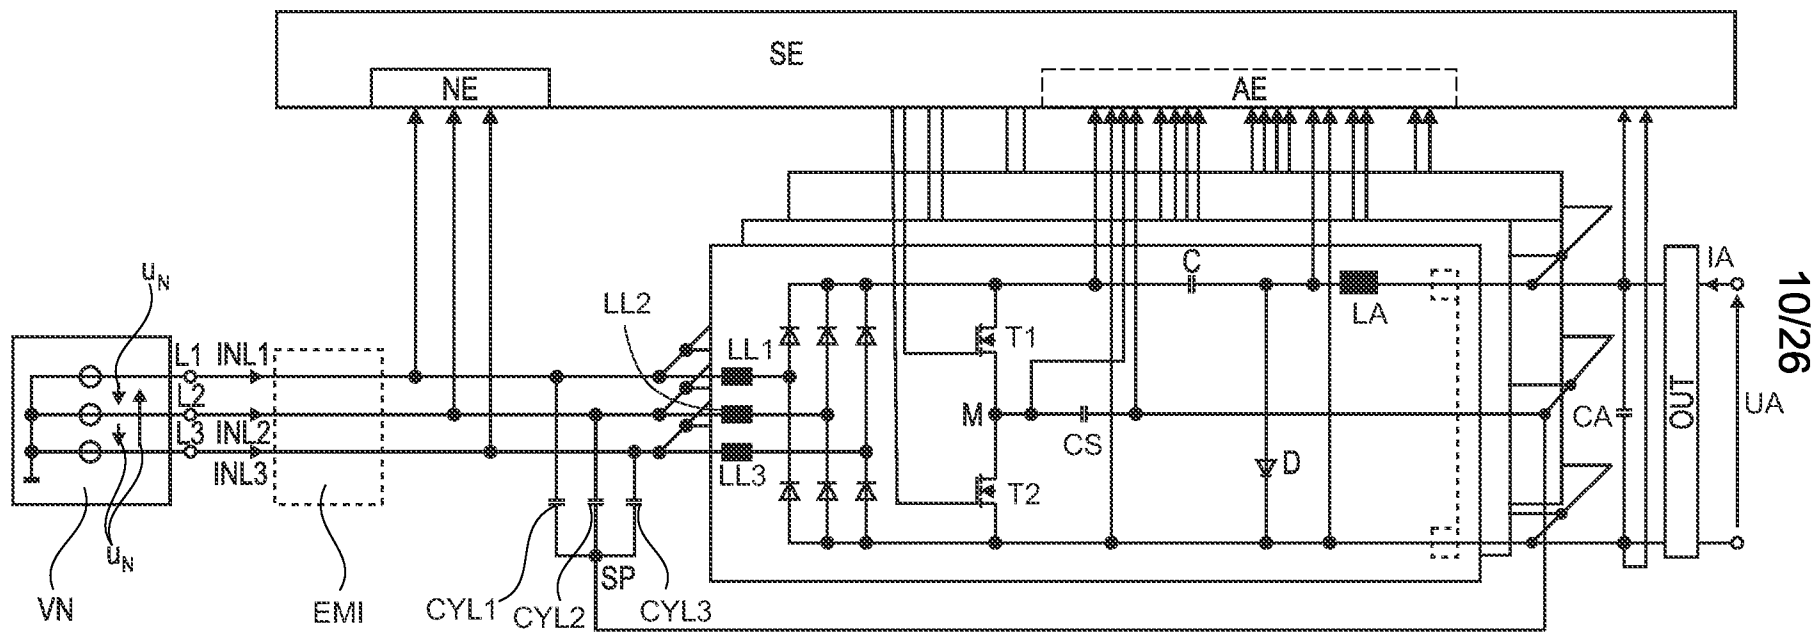 SE
NE
AE
10/26
uN
L1
INL1
L2
L3
INL2
INL3
uN
VN
EMI
CYL1
CYL2
CYL3
SP
LL2
LL1
LL3
T1
T2
M
CS
C
D
LA
CA
OUT
IA
UA